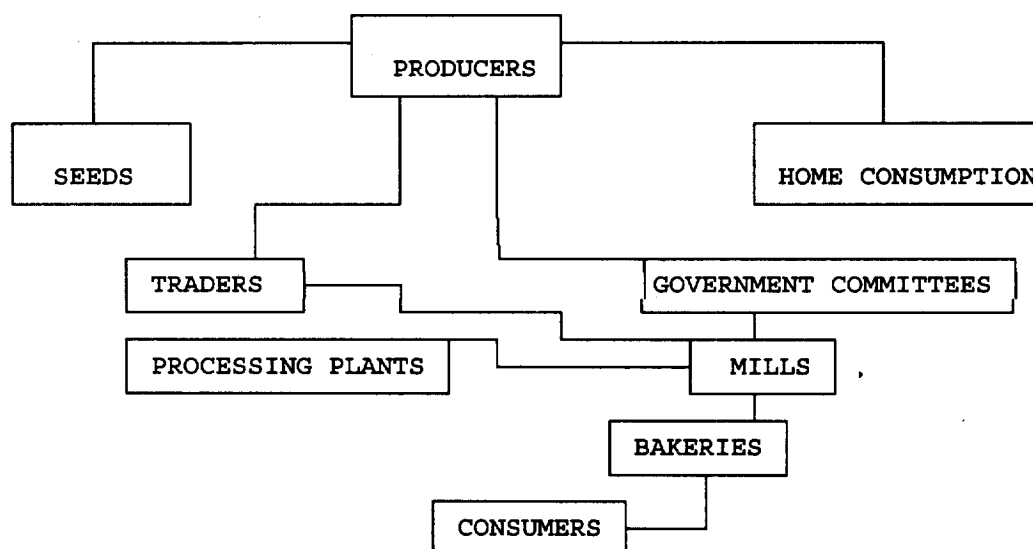 PRODUCERS
SEEDS
HOME CONSUMPTION
TRADERS
GOVERNMENT COMMITTEES
PROCESSING PLANTS
MILLS
BAKERIES
CONSUMERS